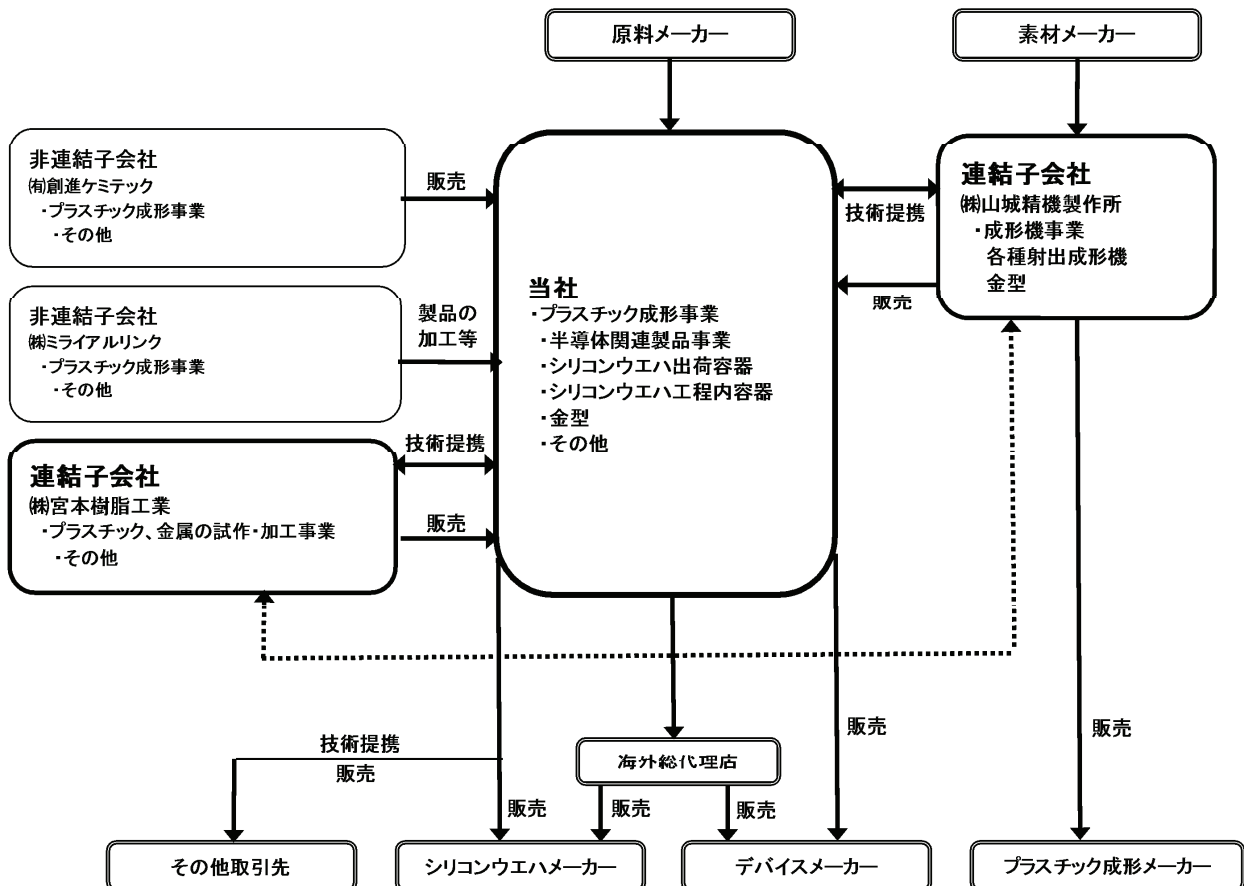 原料メーカー
素材メーカー
非連結子会社
㈲創進ケミテック
・プラスチック成形事業
・その他
販売
非連結子会社
㈱ミライアルリンク
・プラスチック成形事業
・その他
製品の
加工等
連結子会社
㈱宮本樹脂工業
・プラスチック、金属の試作・加工事業
・その他
技術提携
販売
当社
・プラスチック成形事業
・半導体関連製品事業
・シリコンウエハ出荷容器
・シリコンウエハ工程内容器
・金型
・その他
技術提携
販売
連結子会社
㈱山城精機製作所
・成形機事業
各種射出成形機
金型
技術提携
販売
海外総代理店
販売
販売
販売
販売
販売
その他取引先
シリコンウエハメーカー
デバイスメーカー
プラスチック成形メーカー